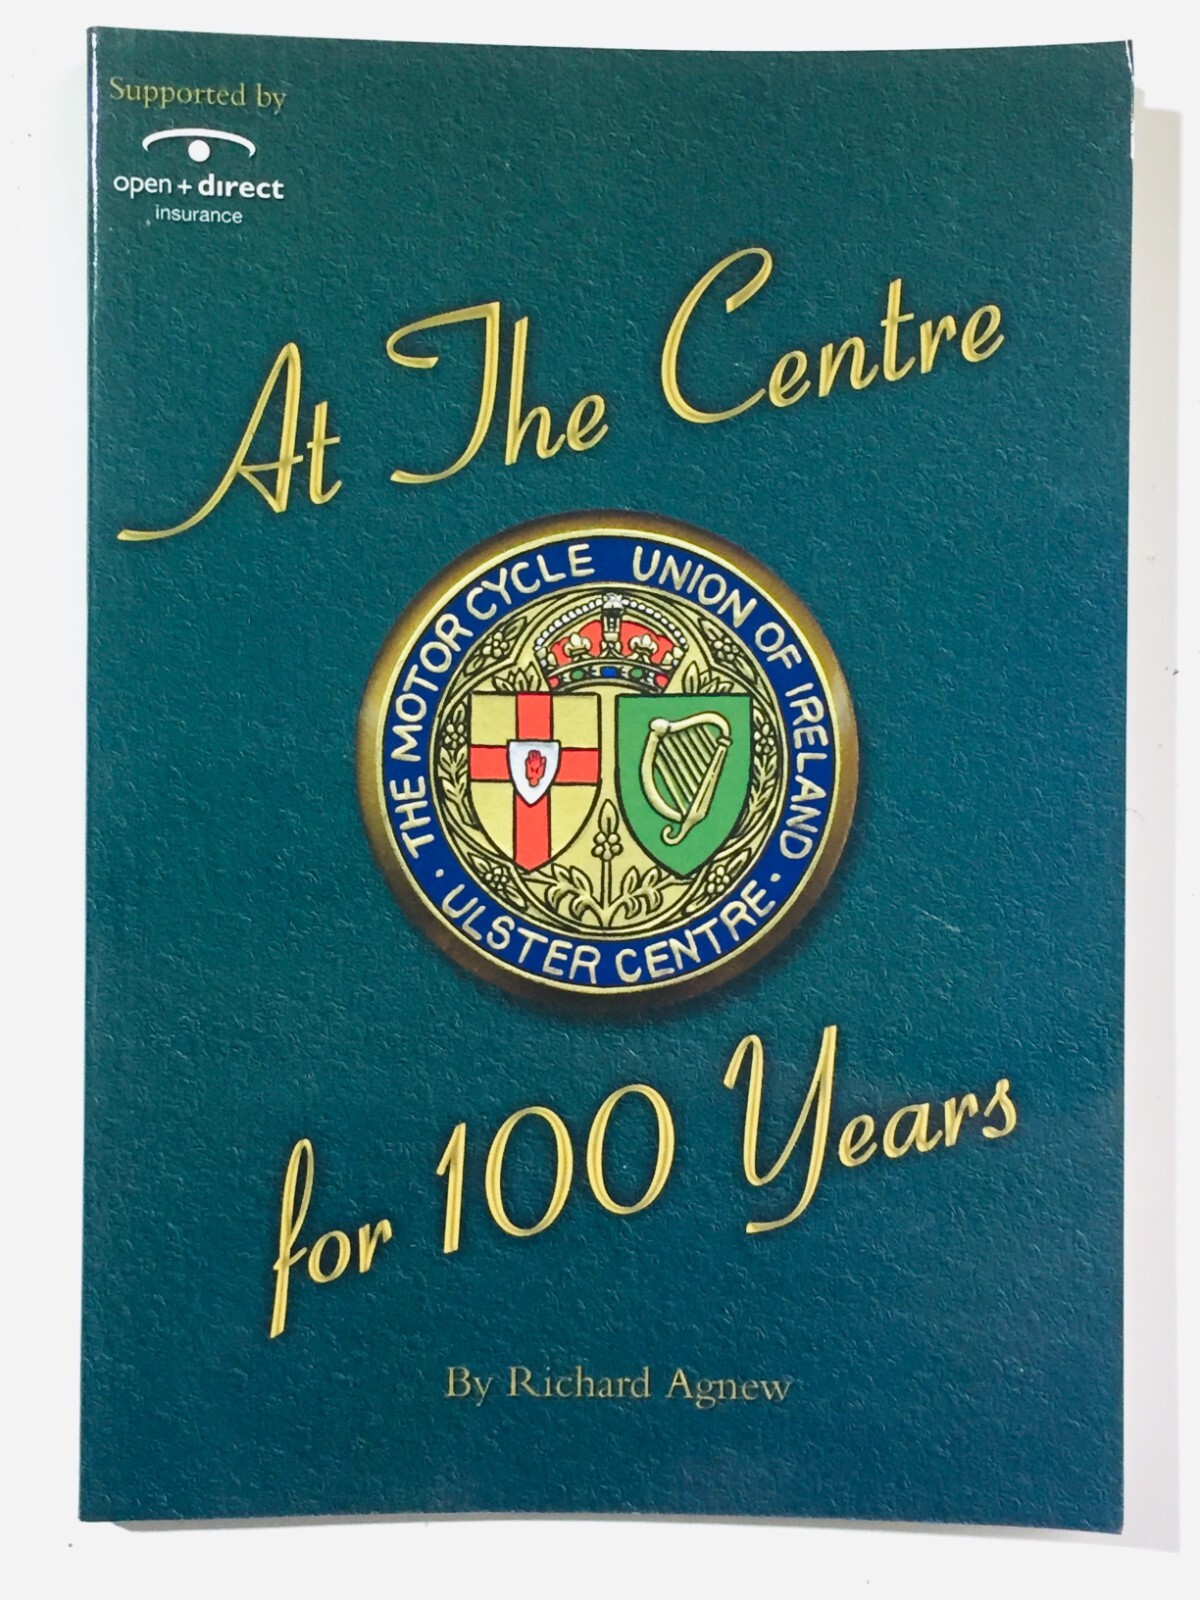 Supported by
open + direct
insurance
At The Centre
THE MOTOR CYCLE UNION OF IRELAND
· ULSTER CENTRE ·
for 100 Years
By Richard Agnew